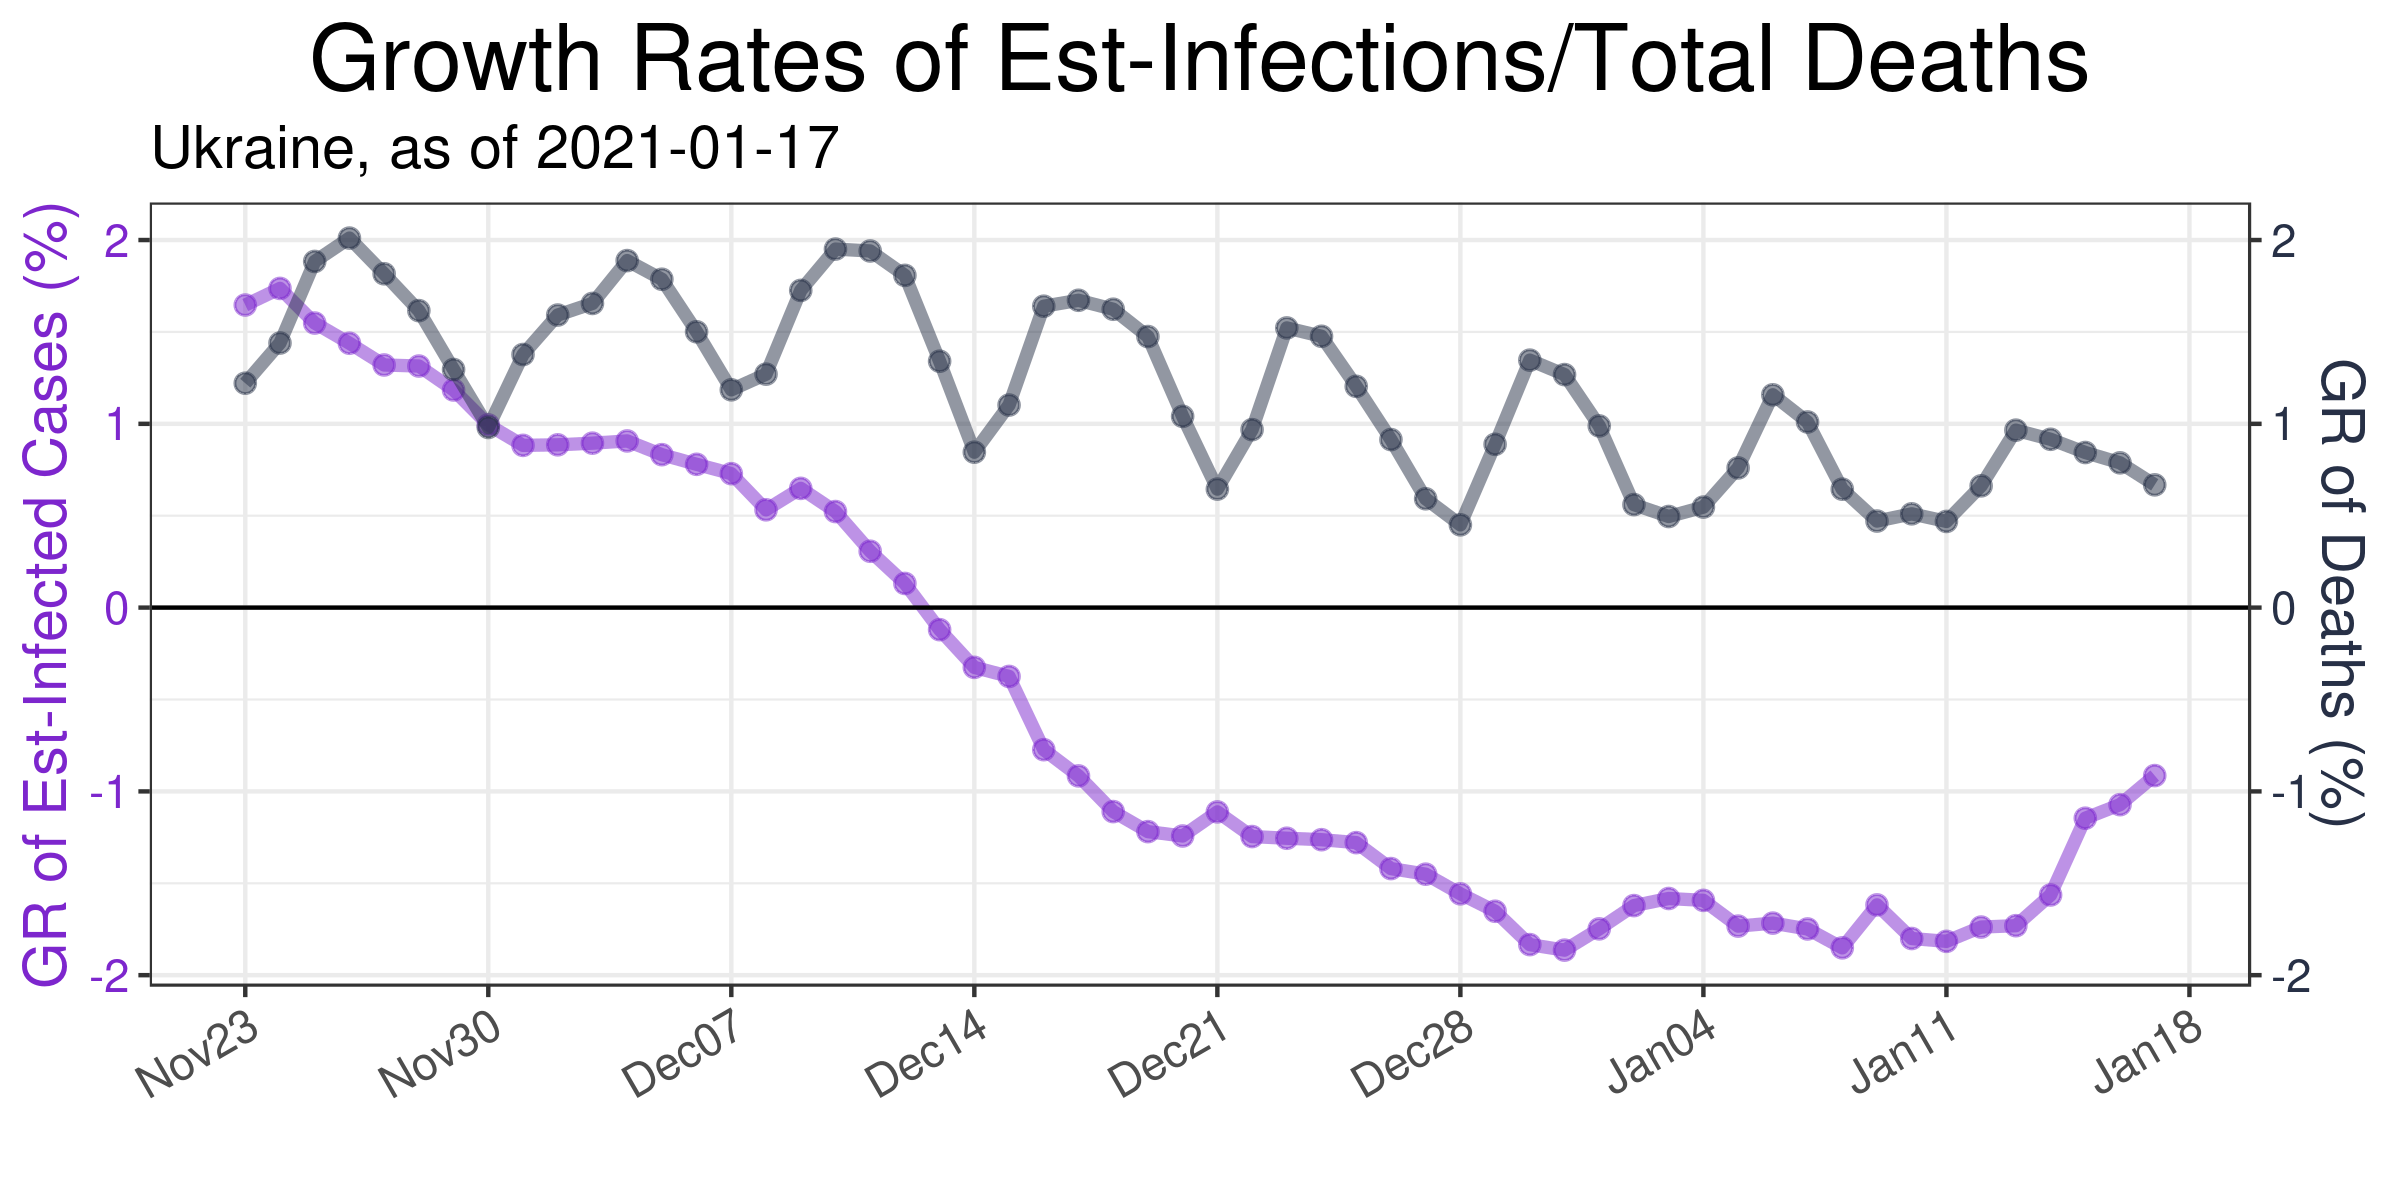 Growth Rates of Est-Infections/Total Deaths
Ukraine, as of 2021-01-17
GR of Est-Infected Cases (%)
2
1
0
-1
-2
2
1
0
-1
-2
GR of Deaths (%)
Nov23
Nov30
Dec07
Dec14
Dec21
Dec28
Jan04
Jan11
Jan18